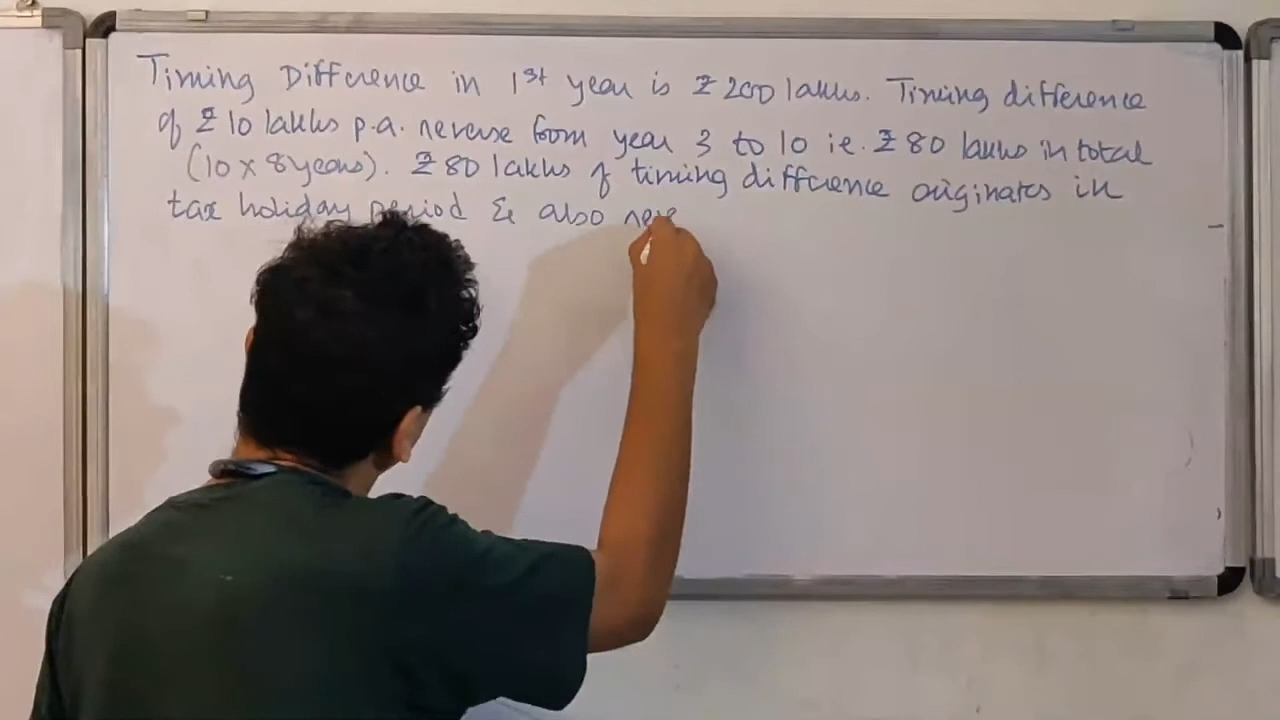 Timing Difference in 1st year is ₹ 200 lakhs. Timing difference
of ₹ 10 lakhs p.a. reverse from year 3 to 10 i.e. ₹ 80 lakhs in total
(10 x 8 years). ₹ 80 lakhs of timing difference originates in
tax holiday period & also reve